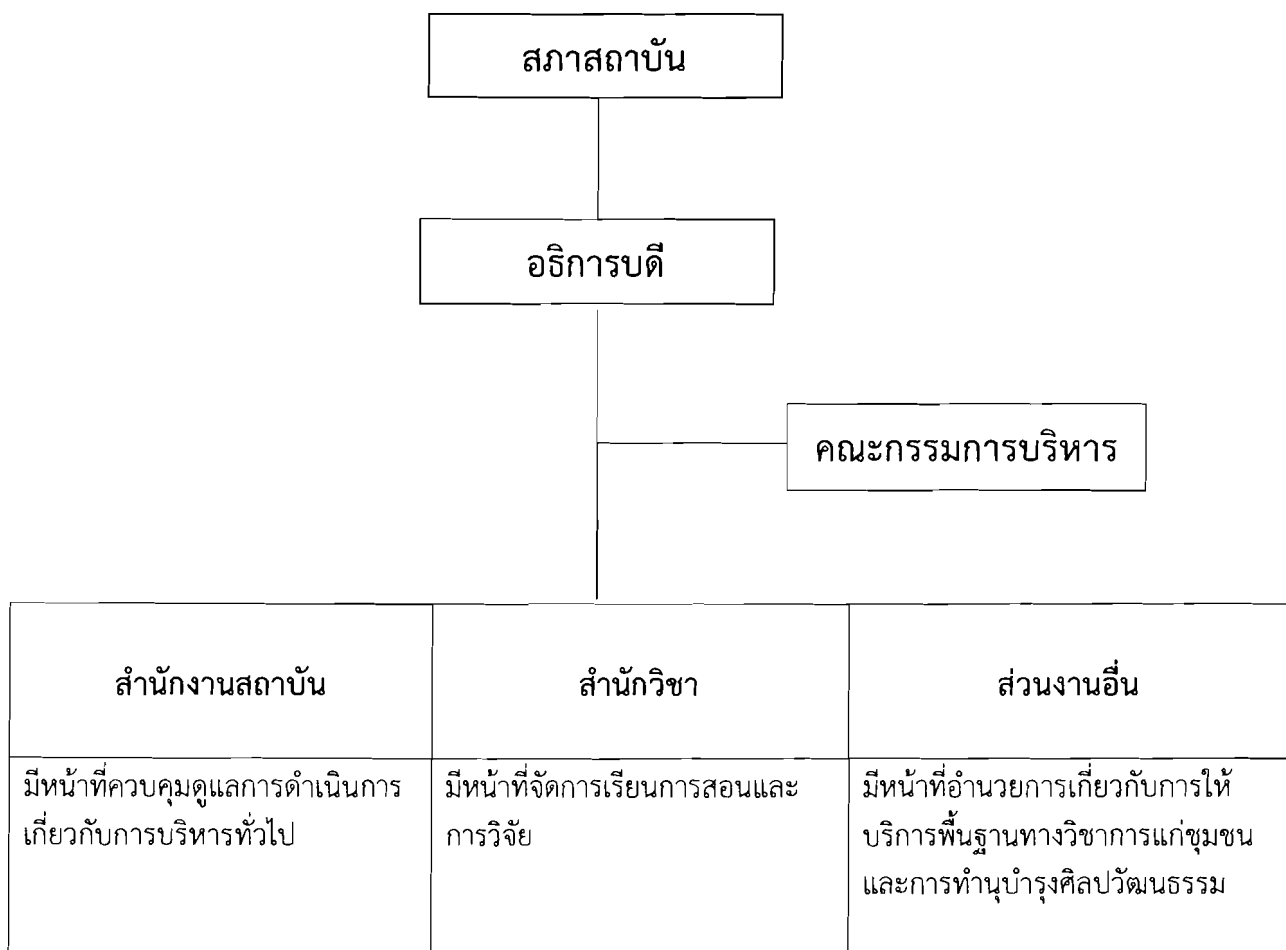 สภาสถาบัน
อธิการบดี
คณะกรรมการบริหาร
สำนักงานสถาบัน
สำนักวิชา
ส่วนงานอื่น
มีหน้าที่ควบคุมดูแลการดำเนินการ
เกี่ยวกับการบริหารทั่วไป
มีหน้าที่จัดการเรียนการสอนและ
การวิจัย
มีหน้าที่อำนวยการเกี่ยวกับการให้
บริการพื้นฐานทางวิชาการแก่ชุมชน
และการทำนุบำรุงศิลปวัฒนธรรม